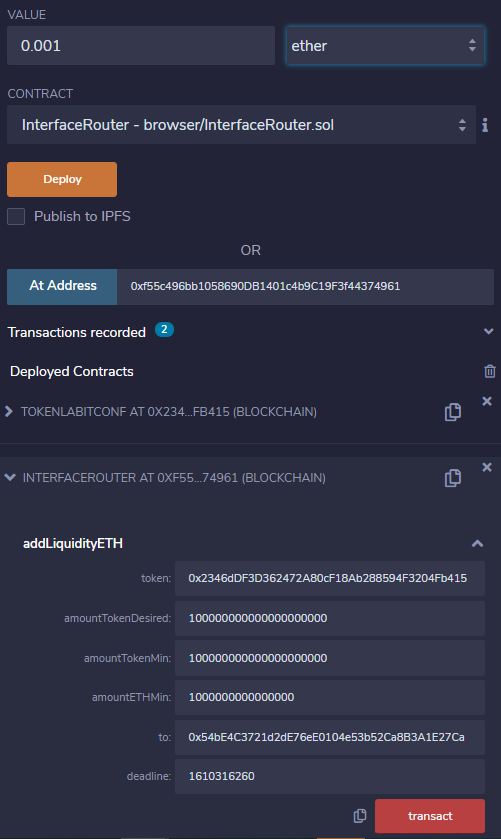 VALUE
0.001
ether
CONTRACT
InterfaceRouter - browser/InterfaceRouter.sol
Deploy
Publish to IPFS
OR
At Address 0xf55c496bb1058690DB1401c4b9C19F3f44374961
Transactions recorded 2
Deployed Contracts
TOKENLABITCONF AT 0X234...FB415 (BLOCKCHAIN)
INTERFACEROUTER AT 0XF55...74961 (BLOCKCHAIN)
addLiquidityETH
token: 0x2346dDF3D362472A80cF18Ab288594F3204Fb415
amountTokenDesired: 100000000000000000000
amountTokenMin: 100000000000000000000
amountETHMin: 1000000000000000
to: 0x54bE4C3721d2dE76eE0104e53b52Ca8B3A1E27Ca
deadline: 1610316260
transact